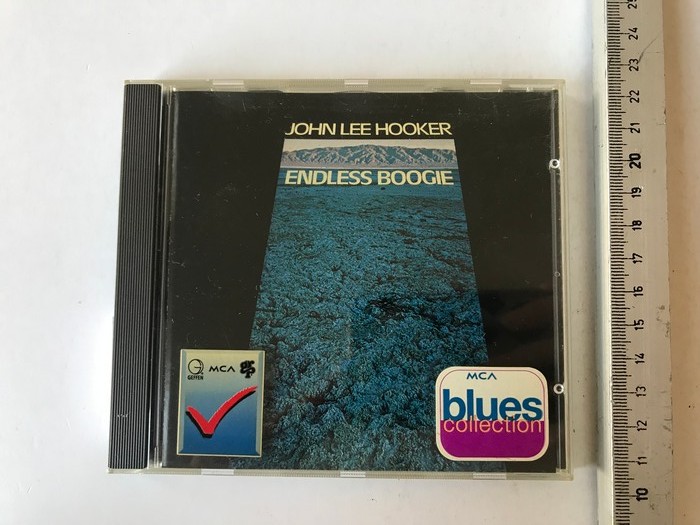 JOHN LEE HOOKER
ENDLESS BOOGIE
GEFFEN
MCA
GRP
MCA
blues
collection
25
24
23
22
21
20
19
18
17
16
15
14
13
12
11
10